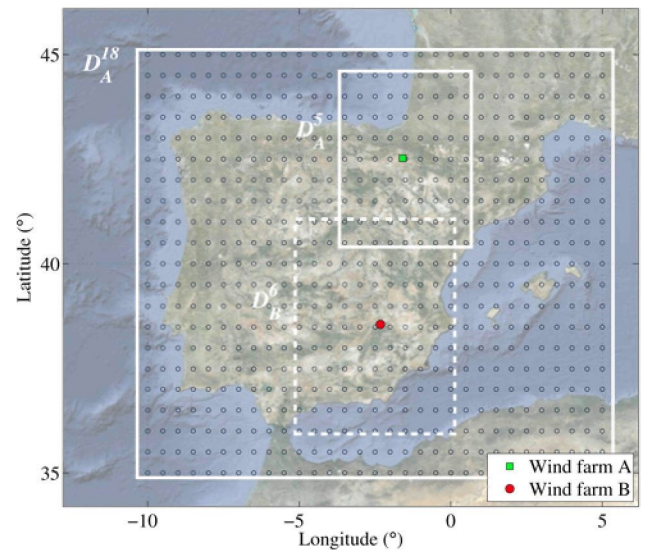 45
D_A^18
D_A^5
Latitude (°)
40
D_B^6
35
Wind farm A
Wind farm B
−10
−5
0
5
Longitude (°)